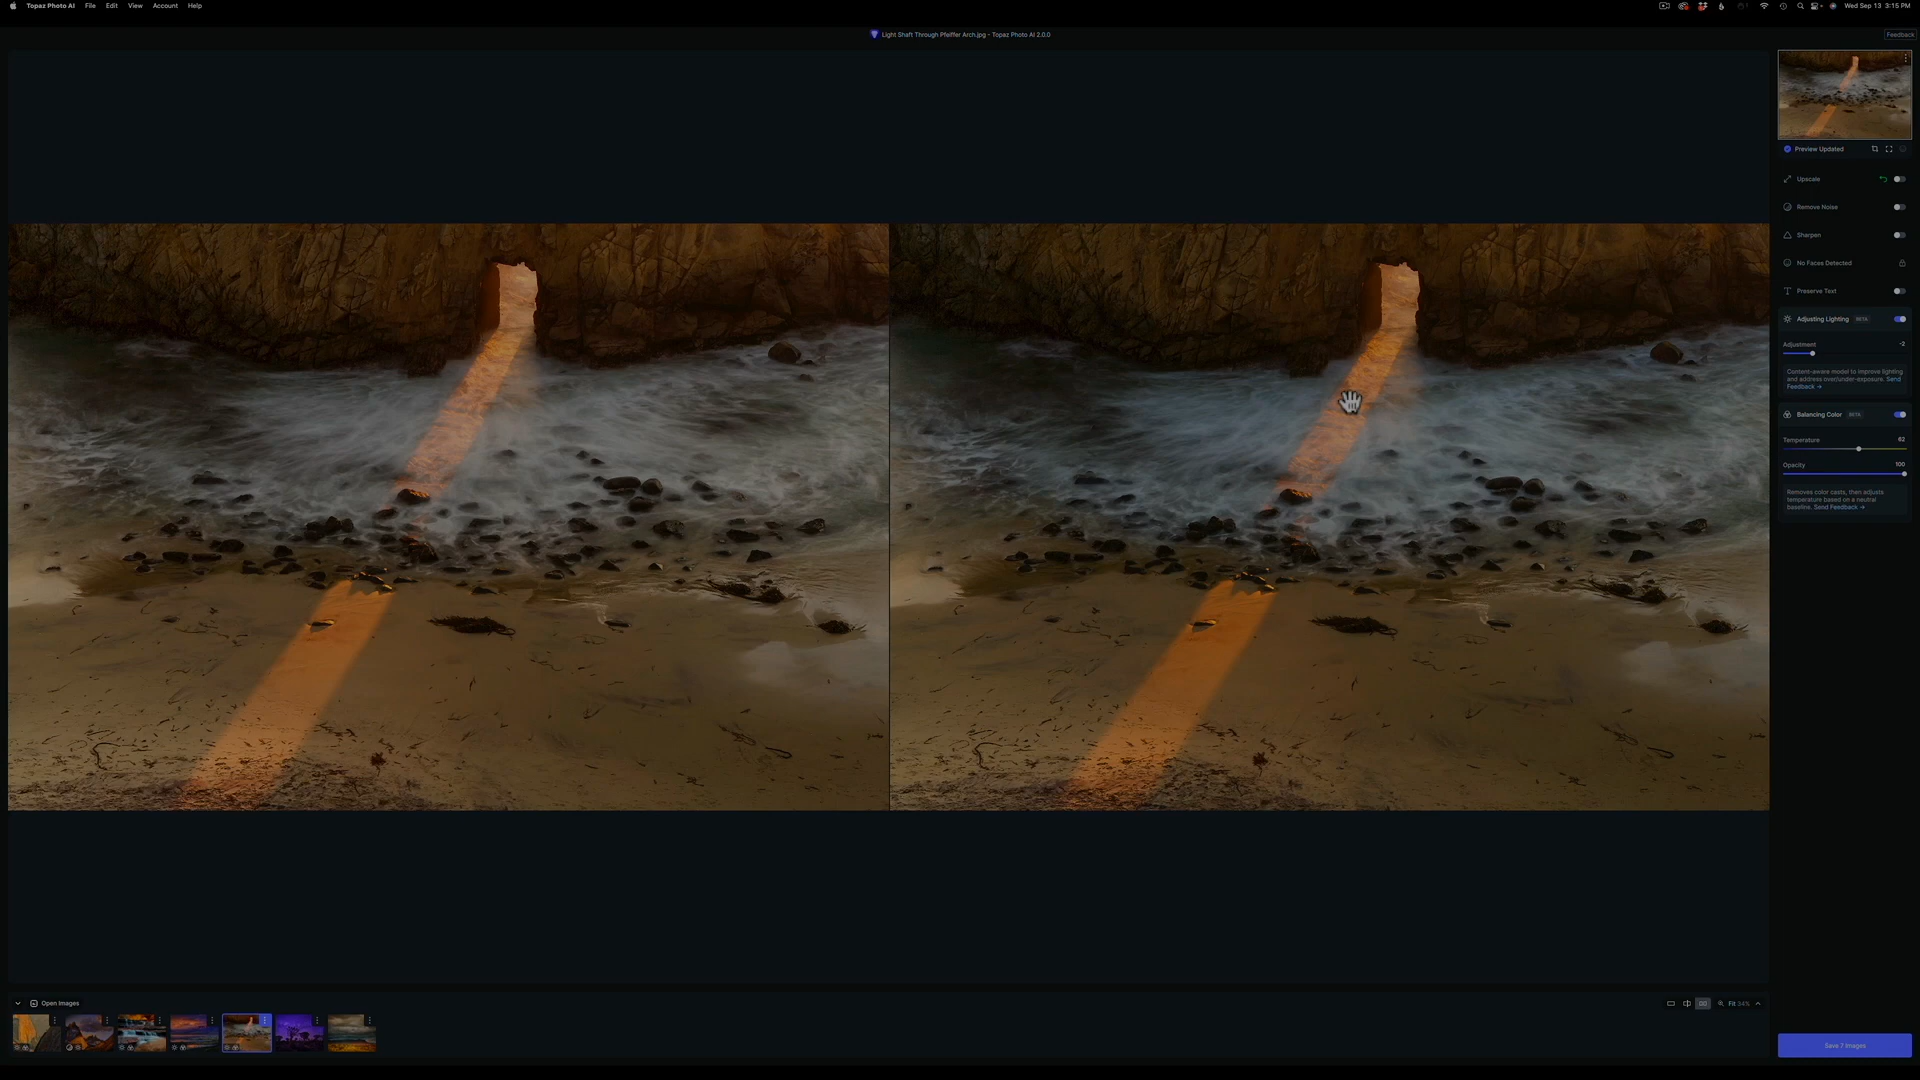 Topaz Photo AI File Edit View Account Help
Wed Sep 13 3:15 PM
Light Shaft Through Pfeiffer Arch.jpg - Topaz Photo AI 2.0.0
Feedback
Preview Updated
Upscale
Remove Noise
Sharpen
No Faces Detected
Preserve Text
Adjusting Lighting BETA
Adjustment -2
Content-aware model to improve lighting
and address over/under-exposure. Send
Feedback →
Balancing Color BETA
Temperature 62
Opacity 100
Removes color casts, then adjusts
temperature based on a neutral
baseline. Send Feedback →
Open Images
Fit 34%
Save 7 Images